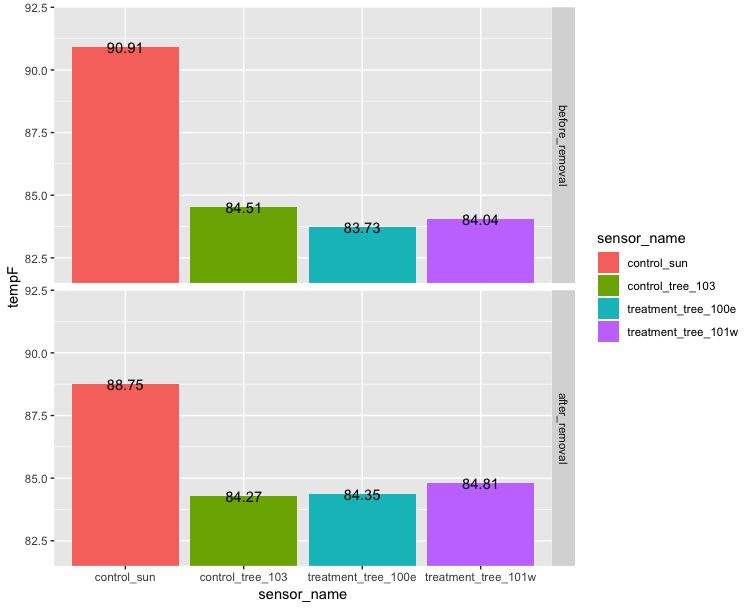 92.5
90.0
87.5
85.0
82.5
90.91
84.51
83.73
84.04
before_removal
tempF
92.5
90.0
87.5
85.0
82.5
88.75
84.27
84.35
84.81
after_removal
control_sun
control_tree_103
treatment_tree_100e
treatment_tree_101w
sensor_name
sensor_name
control_sun
control_tree_103
treatment_tree_100e
treatment_tree_101w